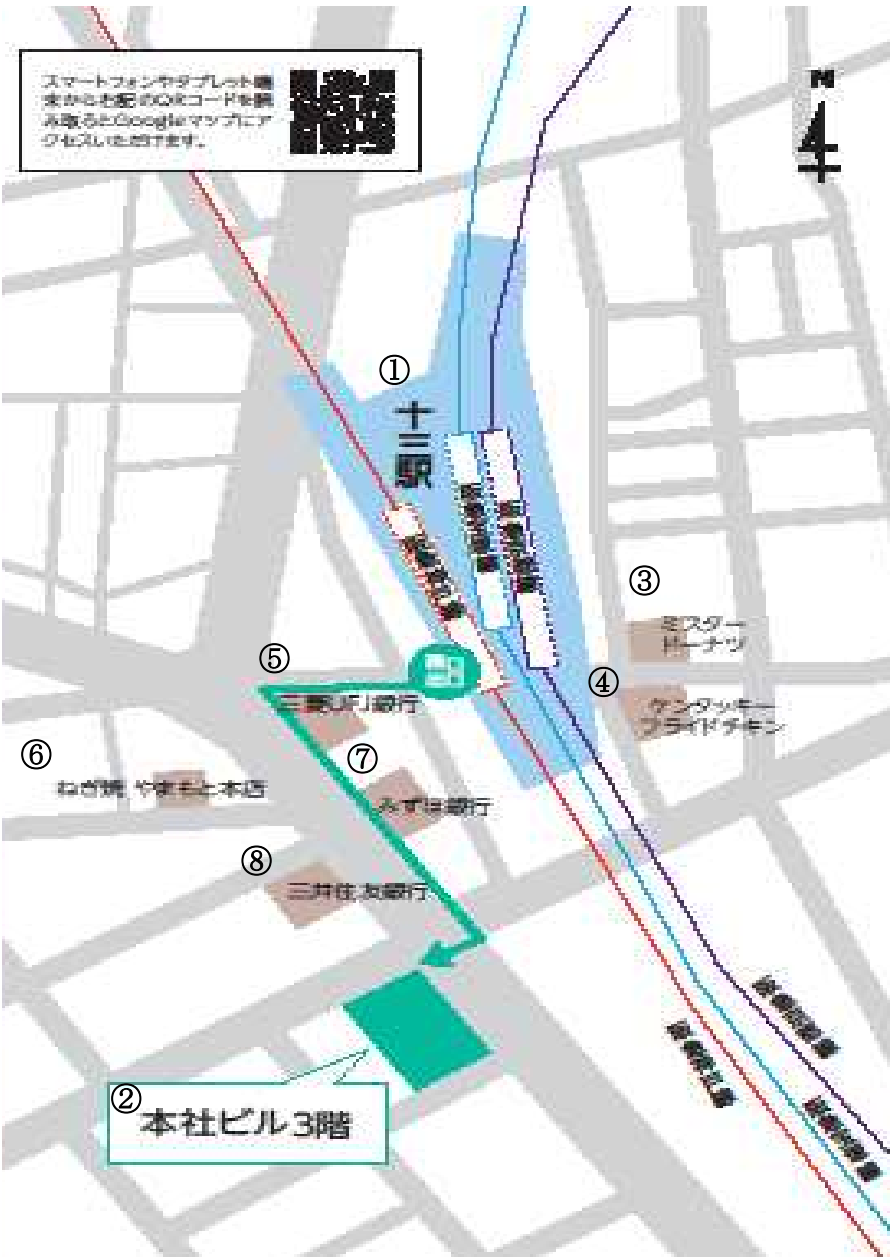 スマートフォンやタブレット端
末から右記のQRコードを読
み取るとGoogleマップにア
クセスいただけます。
N
①
十三駅
③
ミスター
ドーナツ
④
ケンタッキー
フライドチキン
⑤
三菱UFJ銀行
⑥
ねぎ焼 やまもと本店
⑦
みずほ銀行
⑧
三井住友銀行
②
本社ビル3階